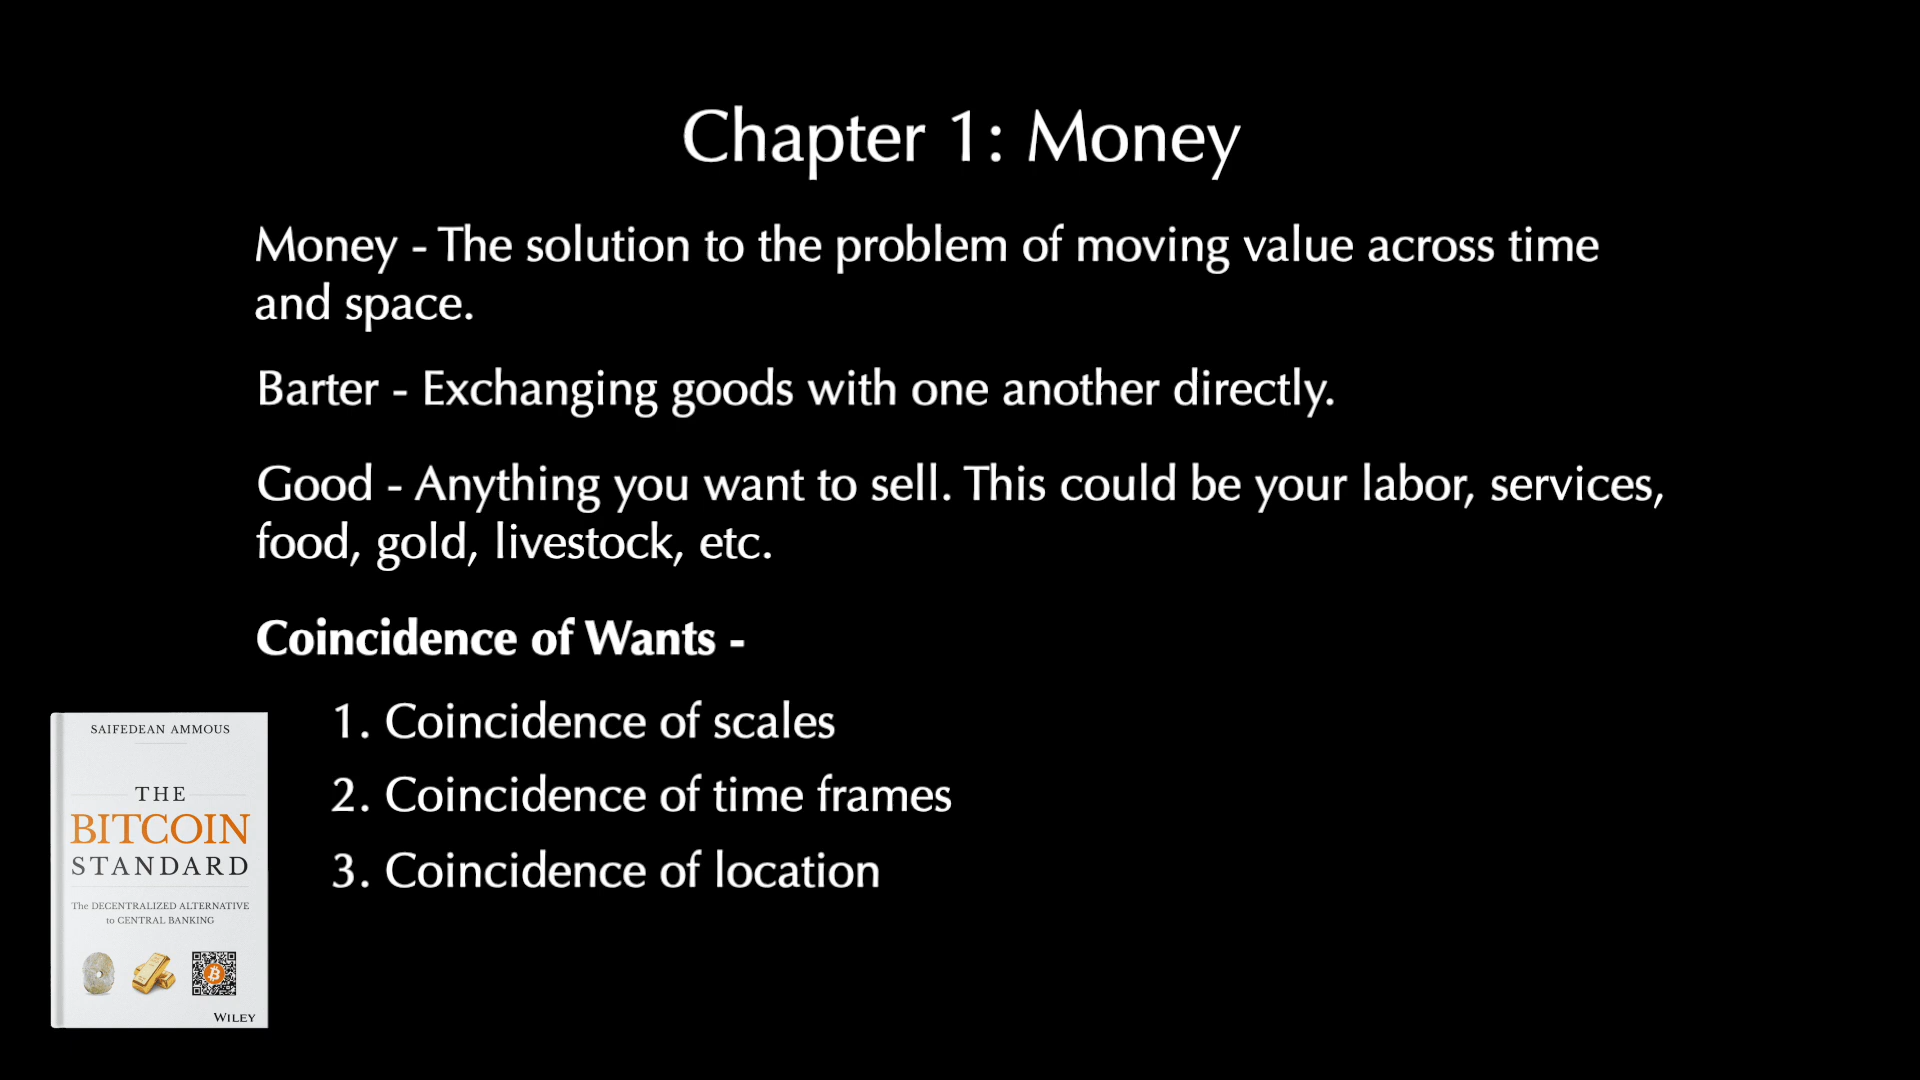 Chapter 1: Money
Money - The solution to the problem of moving value across time
and space.
Barter - Exchanging goods with one another directly.
Good - Anything you want to sell. This could be your labor, services,
food, gold, livestock, etc.
Coincidence of Wants -
1. Coincidence of scales
2. Coincidence of time frames
3. Coincidence of location
SAIFEDEAN AMMOUS
THE
BITCOIN
STANDARD
The DECENTRALIZED ALTERNATIVE
to CENTRAL BANKING
WILEY